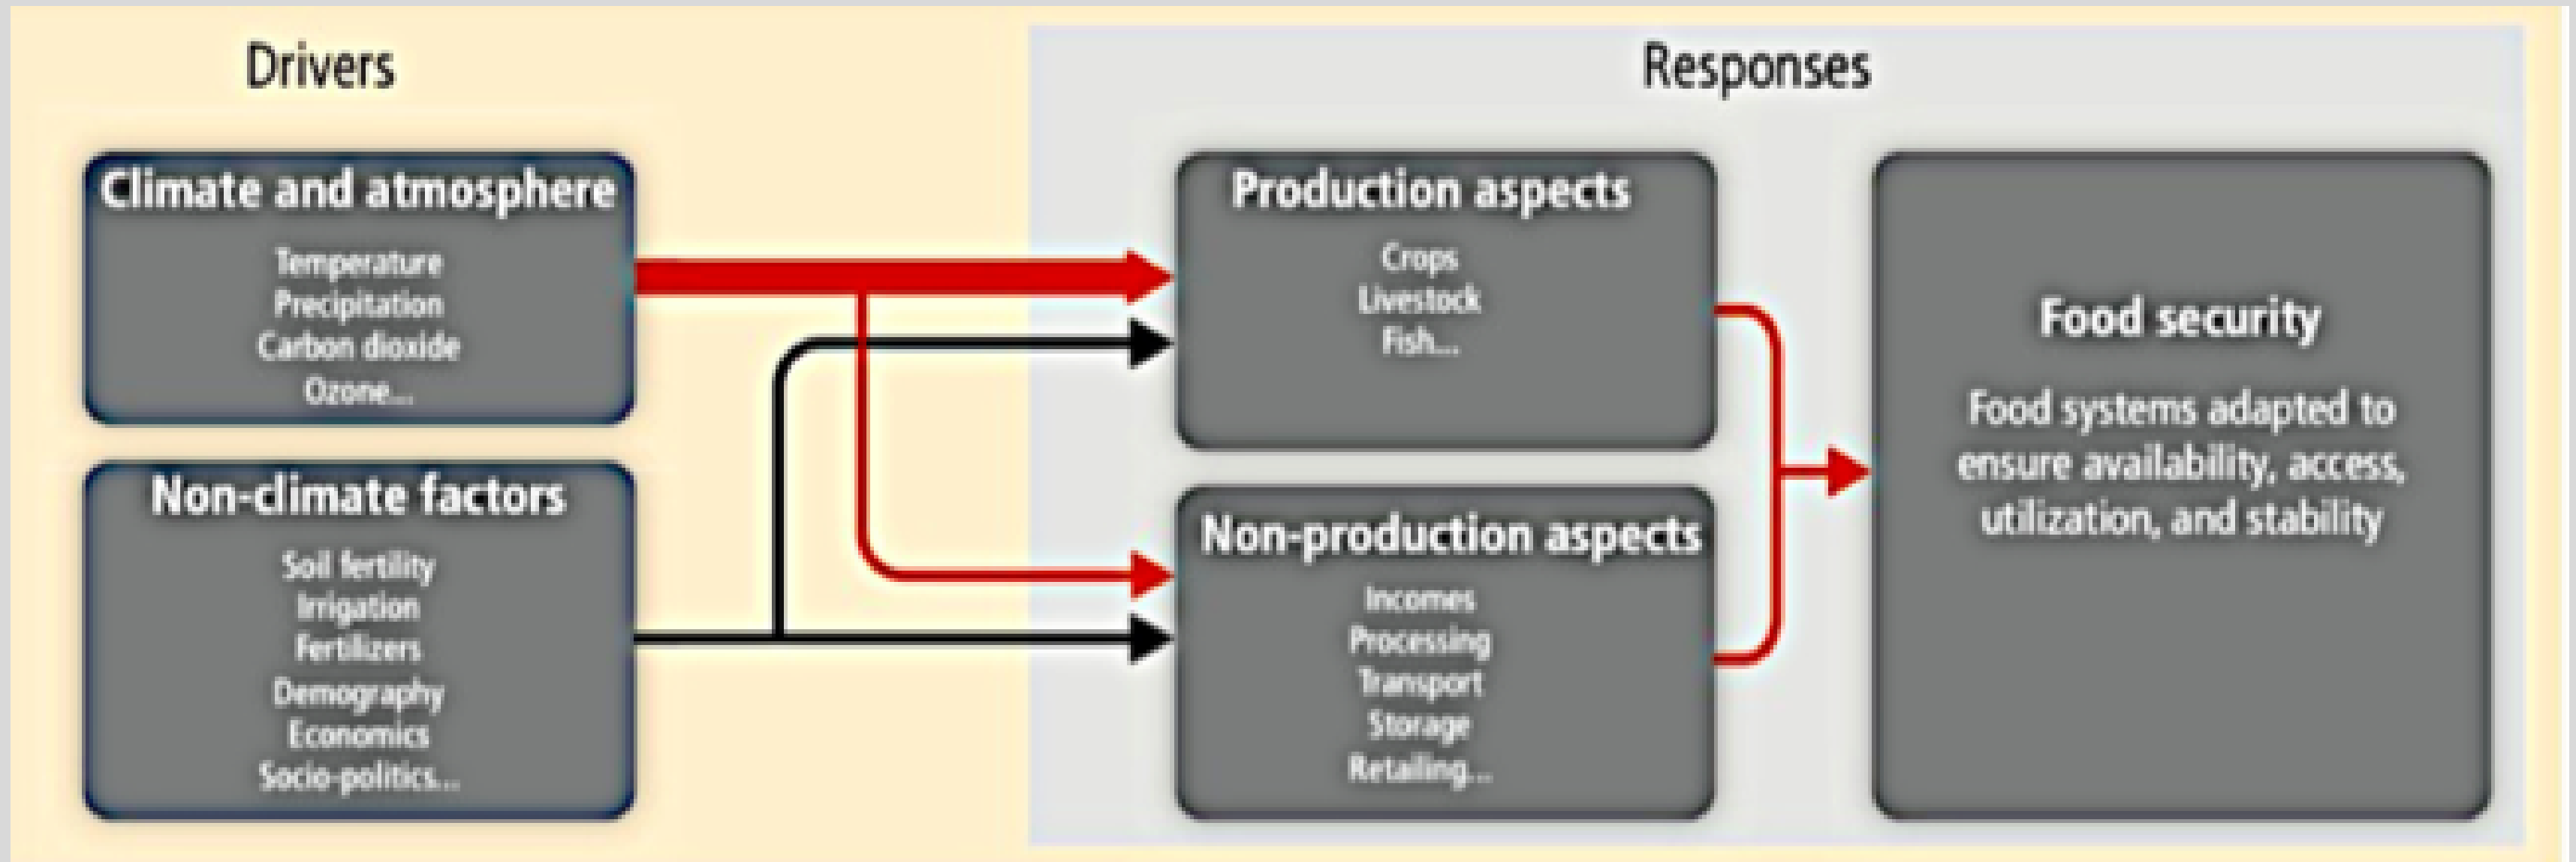 Drivers
Climate and atmosphere
Temperature
Precipitation
Carbon dioxide
Ozone...
Non-climate factors
Soil fertility
Irrigation
Fertilizers
Demography
Economics
Socio-politics...
Responses
Production aspects
Crops
Livestock
Fish...
Non-production aspects
Incomes
Processing
Transport
Storage
Retailing...
Food security
Food systems adapted to
ensure availability, access,
utilization, and stability